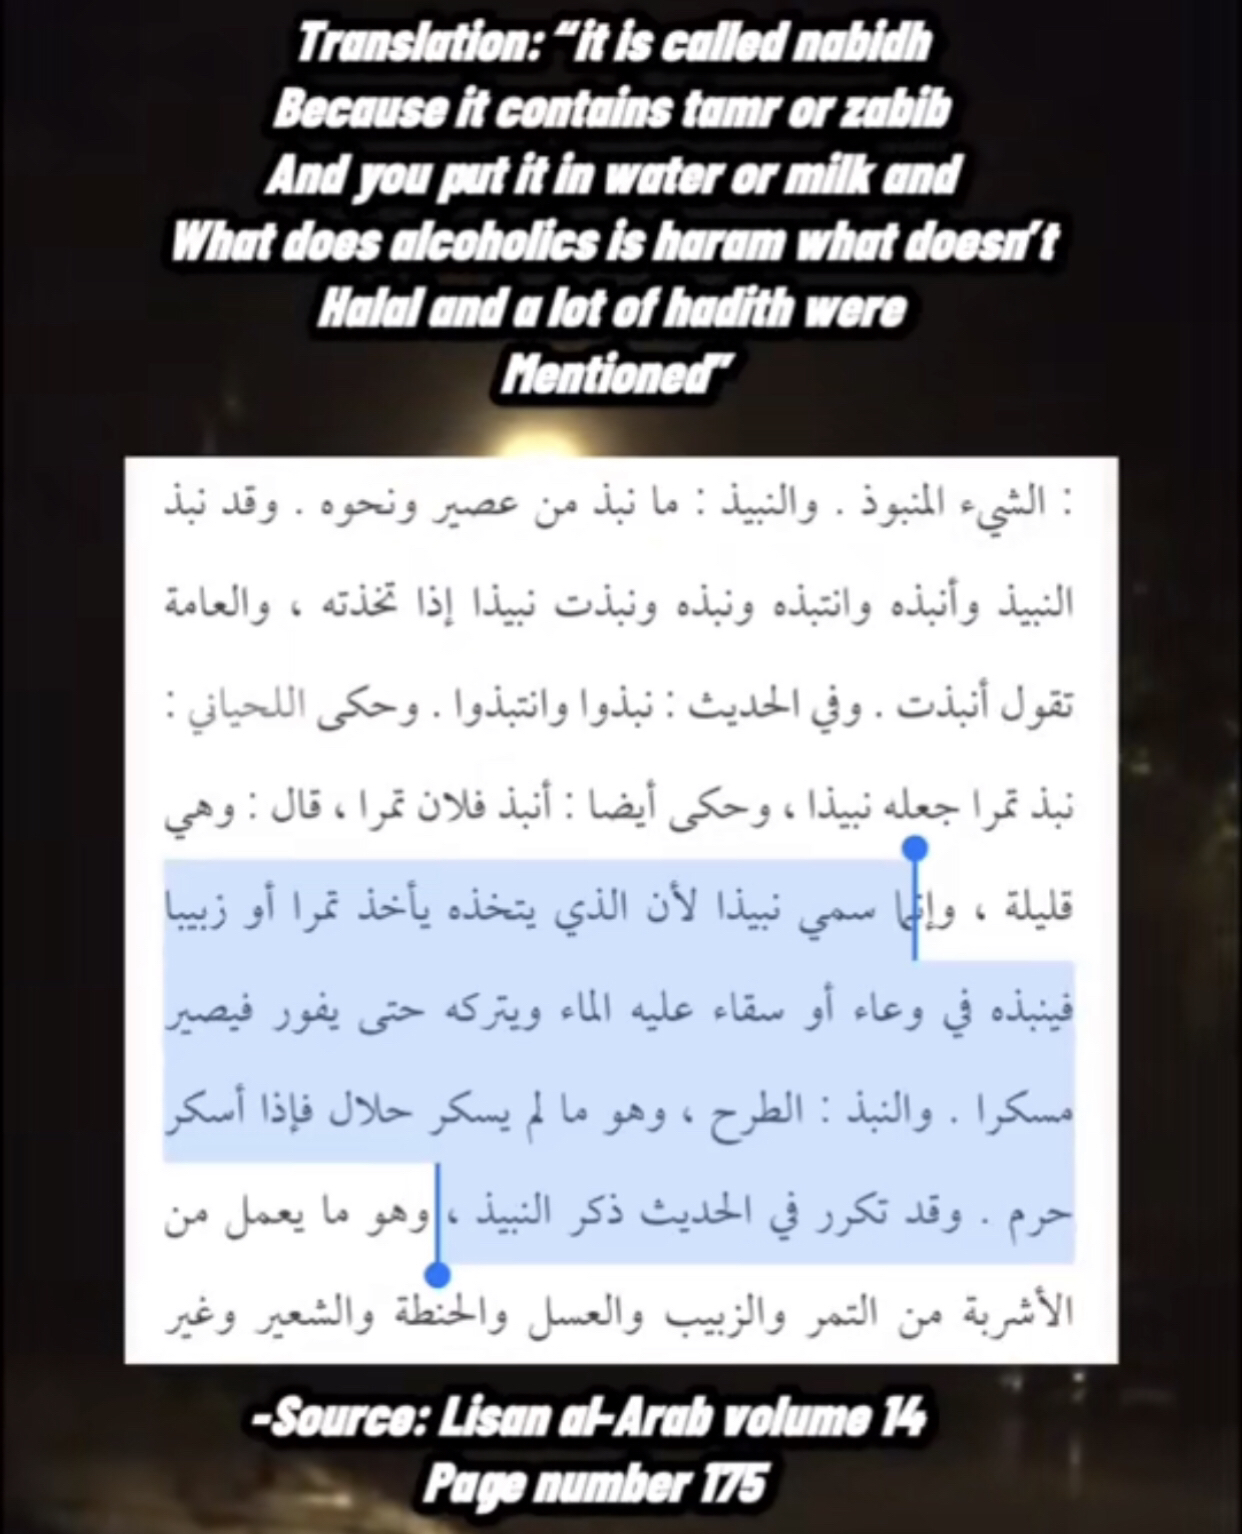 Translation: “it is called nabidh
Because it contains tamr or zabib
And you put it in water or milk and
What does alcoholics is haram what doesn’t
Halal and a lot of hadith were
Mentioned”
: الشيء المنبوذ . والنبيذ : ما نبذ من عصير ونحوه . وقد نبذ
النبيذ وأنبذه وانتبذه ونبذه ونبذت نبيذا إذا تخذته ، والعامة
تقول أنبذت . وفي الحديث : نبذوا وانتبذوا . وحكى اللحياني :
نبذ تمرا جعله نبيذا ، وحكى أيضا : أنبذ فلان تمرا ، قال : وهي
قليلة ، وإنما سمي نبيذا لأن الذي يتخذه يأخذ تمرا أو زبيبا
فينبذه في وعاء أو سقاء عليه الماء ويتركه حتى يفور فيصير
مسكرا . والنبذ : الطرح ، وهو ما لم يسكر حلال فإذا أسكر
حرم . وقد تكرر في الحديث ذكر النبيذ ، وهو ما يعمل من
الأشربة من التمر والزبيب والعسل والحنطة والشعير وغير
-Source: Lisan al-Arab volume 14
Page number 175